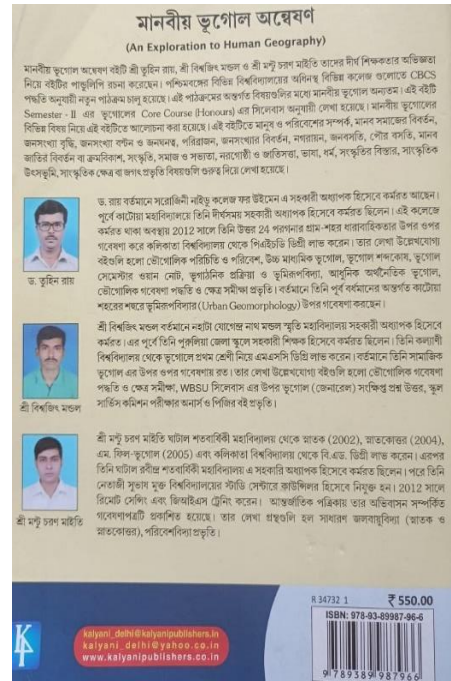 মানবীয় ভূগোল অন্বেষণ
(An Exploration to Human Geography)
মানবীয় ভূগোল অন্বেষণ বইটি শ্রী তুহিন রায়, শ্রী বিশ্বজিৎ মন্ডল ও শ্রী মন্টু চরণ মাইতি তাদের দীর্ঘ শিক্ষকতার অভিজ্ঞতা
নিয়ে বইটির পান্ডুলিপি রচনা করেছেন। পশ্চিমবঙ্গের বিভিন্ন বিশ্ববিদ্যালয়ের অধিনস্থ বিভিন্ন কলেজ গুলোতে CBCS
পদ্ধতি অনুযায়ী নতুন পাঠক্রম চালু হয়েছে। এই পাঠক্রমের অন্তর্গত বিষয়গুলির মধ্যে মানবীয় ভূগোল অন্যতম। এই বইটি
Semester - II এর ভূগোলের Core Course (Honours) এর সিলেবাস অনুযায়ী লেখা হয়েছে। মানবীয় ভূগোলের
বিভিন্ন বিষয় নিয়ে এই বইটিতে আলোচনা করা হয়েছে। এই বইটিতে মানুষ ও পরিবেশের সম্পর্ক, মানব সমাজের বিবর্তন,
জনসংখ্যা বৃদ্ধি, জনসংখ্যা বণ্টন ও জনঘনত্ব, পরিব্রাজন, জনসংখ্যার বিবর্তন, নগরায়ন, জনবসতি, পৌর বসতি, মানব
জাতির বিবর্তন বা ক্রমবিকাশ, সংস্কৃতি, সমাজ ও সভ্যতা, নরগোষ্ঠী ও জাতিসত্তা, ভাষা, ধর্ম, সংস্কৃতির বিস্তার, সাংস্কৃতিক
উৎসভূমি, সাংস্কৃতিক ক্ষেত্র বা জগৎ প্রভৃতি বিষয়গুলি গুরুত্ব দিয়ে লেখা হয়েছে।
ড. রায় বর্তমানে সরোজিনী নাইডু কলেজ ফর উইমেন এ সহকারী অধ্যাপক হিসেবে কর্মরত আছেন।
পূর্বে কাটোয়া মহাবিদ্যালয়ে তিনি দীর্ঘসময় সহকারী অধ্যাপক হিসেবে কর্মরত ছিলেন। এই কলেজে
কর্মরত থাকা অবস্থায় 2012 সালে তিনি উত্তর 24 পরগনার গ্রাম-শহর ধারাবাহিকতার উপর ওপর
গবেষণা করে কলিকাতা বিশ্ববিদ্যালয় থেকে পিএইচডি ডিগ্রী লাভ করেন। তার লেখা উল্লেখযোগ্য
বইগুলি হলো ভৌগোলিক পরিচিতি ও পরিবেশ, উচ্চ মাধ্যমিক ভূগোল, ভূগোল শব্দকোষ, ভূগোল
সেমেস্টার ওয়ান নোট, ভূগাঠনিক প্রক্রিয়া ও ভূমিরূপবিদ্যা, আধুনিক অর্থনৈতিক ভূগোল,
ভৌগোলিক গবেষণা পদ্ধতি ও ক্ষেত্র সমীক্ষা প্রভৃতি। বর্তমানে তিনি পূর্ব বর্ধমানের অন্তর্গত কাটোয়া
শহরের শহরে ভূমিরূপবিদ্যার (Urban Geomorphology) উপর গবেষণা করছেন।
ড. তুহিন রায়
শ্রী বিশ্বজিৎ মন্ডল বর্তমানে নহাটা যোগেন্দ্র নাথ মন্ডল স্মৃতি মহাবিদ্যালয় সহকারী অধ্যাপক হিসেবে
কর্মরত। এর পূর্বে তিনি পুরুলিয়া জেলা স্কুলে সহকারী শিক্ষক হিসেবে কর্মরত ছিলেন। তিনি কল্যাণী
বিশ্ববিদ্যালয় থেকে ভূগোলে প্রথম শ্রেণী নিয়ে এমএসসি ডিগ্রি লাভ করেন। বর্তমানে তিনি সামাজিক
ভূগোল এর উপর ওপর গবেষণায় রত। তার লেখা উল্লেখযোগ্য বইগুলি হলো ভৌগোলিক গবেষণা
পদ্ধতি ও ক্ষেত্র সমীক্ষা, WBSU সিলেবাস এর উপর ভূগোল (জেনারেল) সংক্ষিপ্ত প্রশ্ন উত্তর, স্কুল
সার্ভিস কমিশন পরীক্ষার অনার্স ও পিজির বই প্রভৃতি।
শ্রী বিশ্বজিৎ মন্ডল
শ্রী মন্টু চরণ মাইতি ঘাটাল শতবার্ষিকী মহাবিদ্যালয় থেকে স্নাতক (2002), স্নাতকোত্তর (2004),
এম. ফিল-ভূগোল (2005) এবং কলিকাতা বিশ্ববিদ্যালয় থেকে বি.এড. ডিগ্রী লাভ করেন। এরপর
তিনি ঘাটাল রবীন্দ্র শতবার্ষিকী মহাবিদ্যালয় এ সহকারি অধ্যাপক হিসেবে কর্মরত ছিলেন। পরে তিনি
নেতাজী সুভাষ মুক্ত বিশ্ববিদ্যালয়ের স্টাডি সেন্টারে কাউন্সিলর হিসেবে নিযুক্ত হন। 2012 সালে
রিমোট সেন্সিং এবং জিআইএস ট্রেনিং করেন। আন্তর্জাতিক পত্রিকায় তার অভিবাসন সম্পর্কিত
গবেষণাপত্রটি প্রকাশিত হয়েছে। তার লেখা গ্রন্থগুলি হল সাধারণ জলবায়ুবিদ্যা (স্নাতক ও
স্নাতকোত্তর), পরিবেশবিদ্যা প্রভৃতি।
শ্রী মন্টু চরণ মাইতি
R 34732 1
₹ 550.00
ISBN: 978-93-89987-96-6
9 789389 987966
kalyani_delhi@kalyanipublishers.in
kalyani_delhi@yahoo.co.in
www.kalyanipublishers.co.in